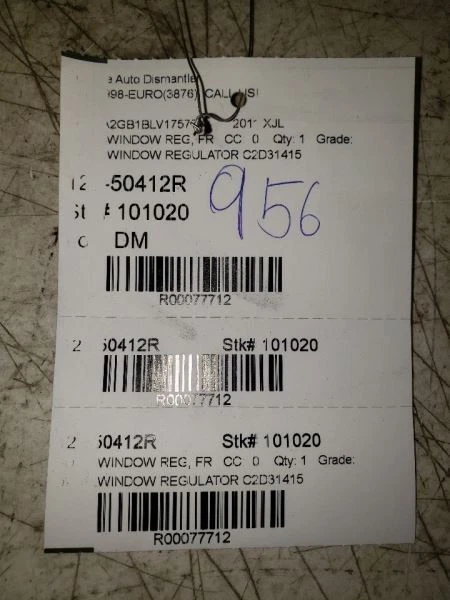 Auto Dismantle
98-EURO(3876) CALL US!
2GB1BLV1757 2011 XJL
WINDOW REG, FR CC 0 Qty: 1 Grade:
WINDOW REGULATOR C2D31415
12 -50412R
956
St # 101020
DM
R00077712
2 50412R Stk# 101020
R00077712
2 50412R Stk# 101020
WINDOW REG, FR CC 0 Qty: 1 Grade:
WINDOW REGULATOR C2D31415
R00077712